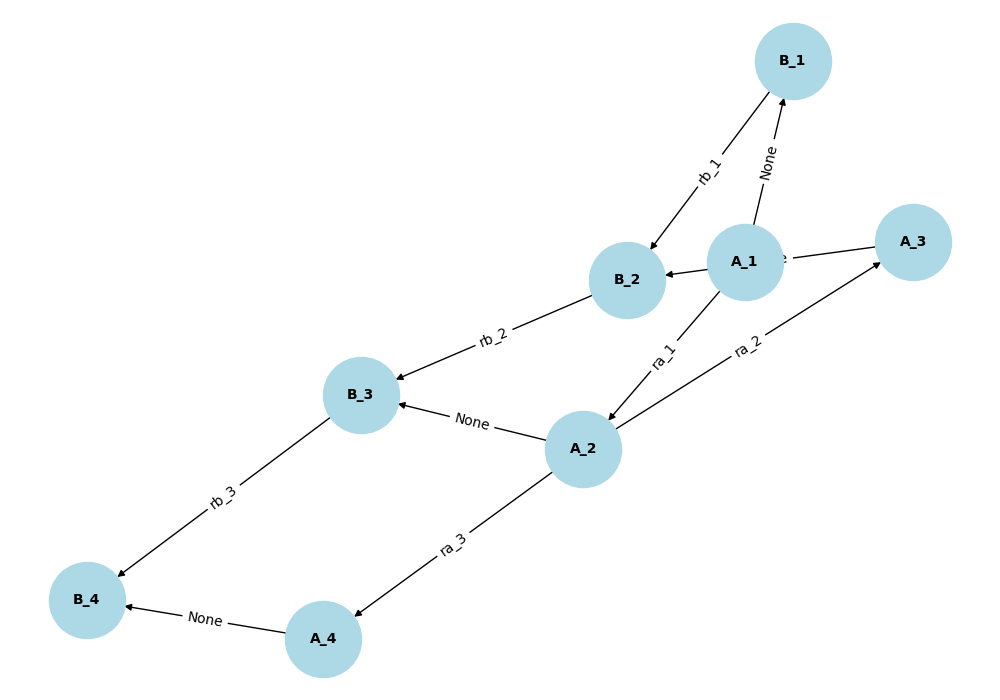 B_1
None
rb_1
A_3
A_1
B_2
rb_2
ra_1
ra_2
B_3
None
A_2
rb_3
ra_3
B_4
None
A_4